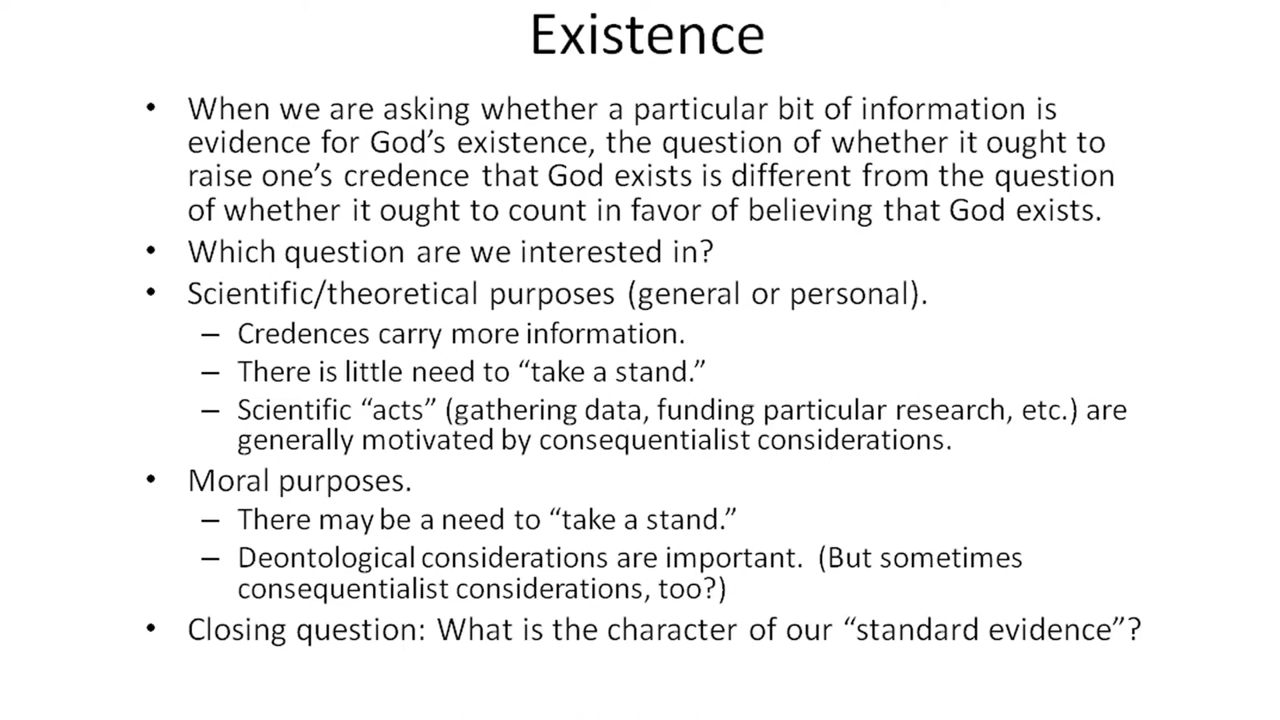 Existence
• When we are asking whether a particular bit of information is
evidence for God’s existence, the question of whether it ought to
raise one’s credence that God exists is different from the question
of whether it ought to count in favor of believing that God exists.
• Which question are we interested in?
• Scientific/theoretical purposes (general or personal).
– Credences carry more information.
– There is little need to “take a stand.”
– Scientific “acts” (gathering data, funding particular research, etc.) are
generally motivated by consequentialist considerations.
• Moral purposes.
– There may be a need to “take a stand.”
– Deontological considerations are important.  (But sometimes
consequentialist considerations, too?)
• Closing question: What is the character of our “standard evidence”?